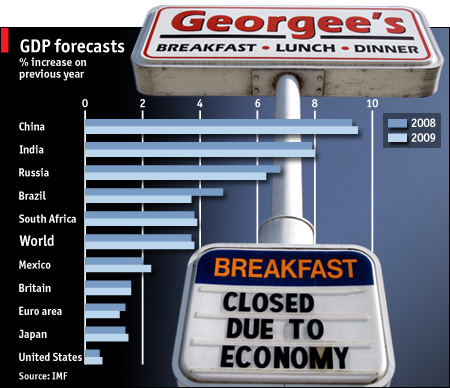 Georgee's
BREAKFAST • LUNCH • DINNER
GDP forecasts
% increase on
previous year
0 2 4 6 8 10
2008
2009
China
India
Russia
Brazil
South Africa
World
Mexico
Britain
Euro area
Japan
United States
Source: IMF
BREAKFAST
CLOSED
DUE TO
ECONOMY